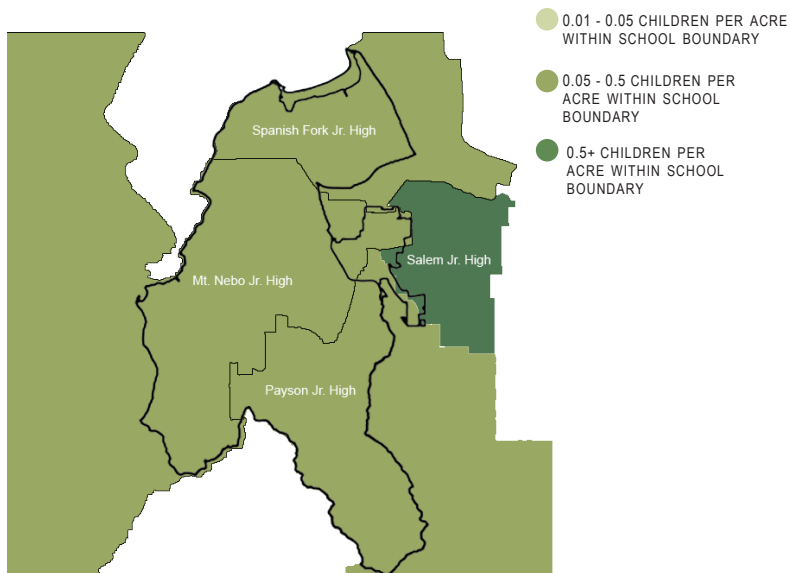 0.01 - 0.05 CHILDREN PER ACRE
WITHIN SCHOOL BOUNDARY
0.05 - 0.5 CHILDREN PER
ACRE WITHIN SCHOOL
BOUNDARY
0.5+ CHILDREN PER
ACRE WITHIN SCHOOL
BOUNDARY
Spanish Fork Jr. High
Salem Jr. High
Mt. Nebo Jr. High
Payson Jr. High